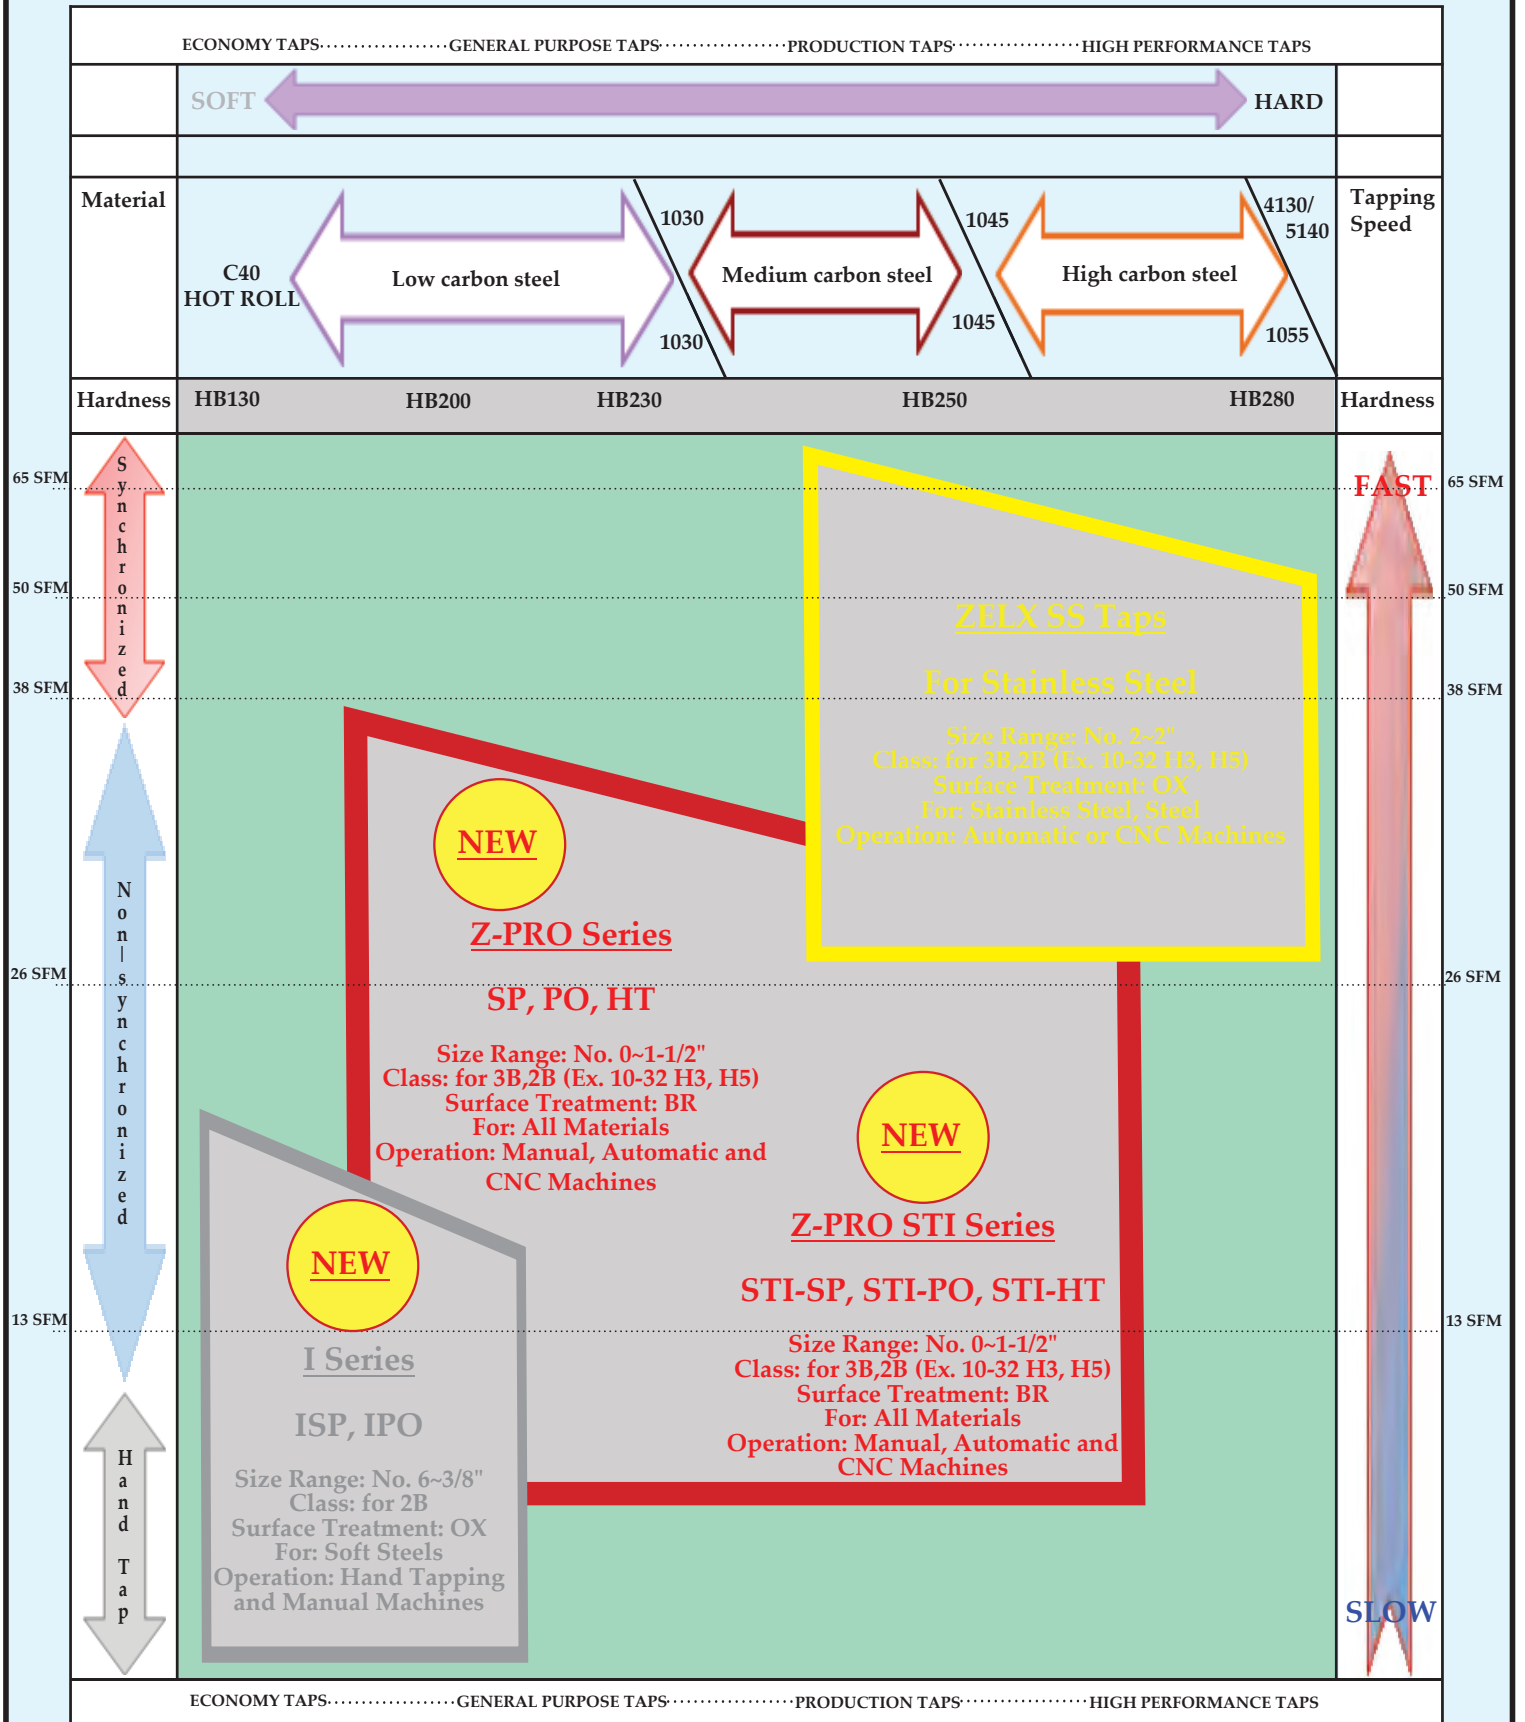 ECONOMY TAPS..................GENERAL PURPOSE TAPS..................PRODUCTION TAPS..................HIGH PERFORMANCE TAPS
SOFT
HARD
Material
C40
HOT ROLL
Low carbon steel
1030
1030
Medium carbon steel
1045
1045
High carbon steel
4130/
5140
1055
Tapping
Speed
Hardness
HB130
HB200
HB230
HB250
HB280
Hardness
65 SFM
50 SFM
38 SFM
26 SFM
13 SFM
Synchronized
Non-synchronized
Hand Tap
ZELX SS Taps
For Stainless Steel
Size Range: No. 2~2"
Class: for 3B,2B (Ex. 10-32 H3, H5)
Surface Treatment: OX
For: Stainless Steel, Steel
Operation: Automatic or CNC Machines
NEW
Z-PRO Series
SP, PO, HT
Size Range: No. 0~1-1/2"
Class: for 3B,2B (Ex. 10-32 H3, H5)
Surface Treatment: BR
For: All Materials
Operation: Manual, Automatic and
CNC Machines
NEW
Z-PRO STI Series
STI-SP, STI-PO, STI-HT
Size Range: No. 0~1-1/2"
Class: for 3B,2B (Ex. 10-32 H3, H5)
Surface Treatment: BR
For: All Materials
Operation: Manual, Automatic and
CNC Machines
NEW
I Series
ISP, IPO
Size Range: No. 6~3/8"
Class: for 2B
Surface Treatment: OX
For: Soft Steels
Operation: Hand Tapping
and Manual Machines
FAST
SLOW
65 SFM
50 SFM
38 SFM
26 SFM
13 SFM
ECONOMY TAPS..................GENERAL PURPOSE TAPS..................PRODUCTION TAPS..................HIGH PERFORMANCE TAPS